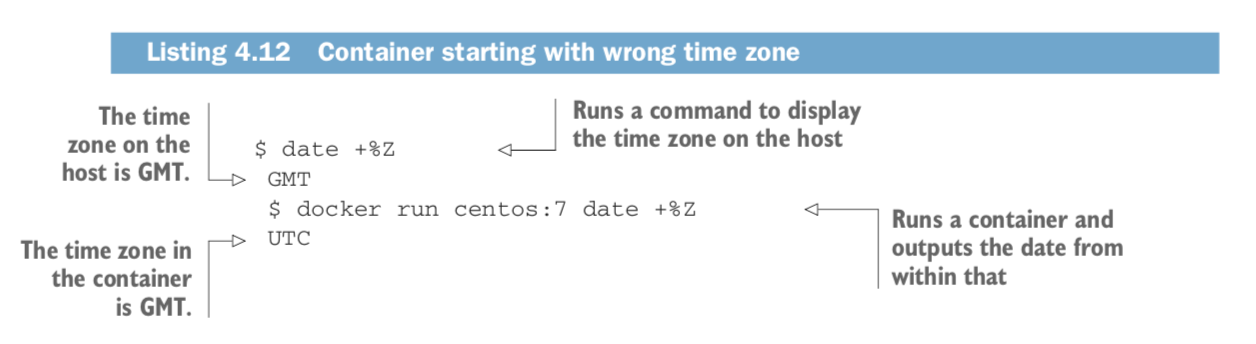 Listing 4.12 Container starting with wrong time zone
The time
zone on the
host is GMT.
Runs a command to display
the time zone on the host
$ date +%Z
GMT
$ docker run centos:7 date +%Z
UTC
Runs a container and
outputs the date from
within that
The time zone in
the container
is GMT.